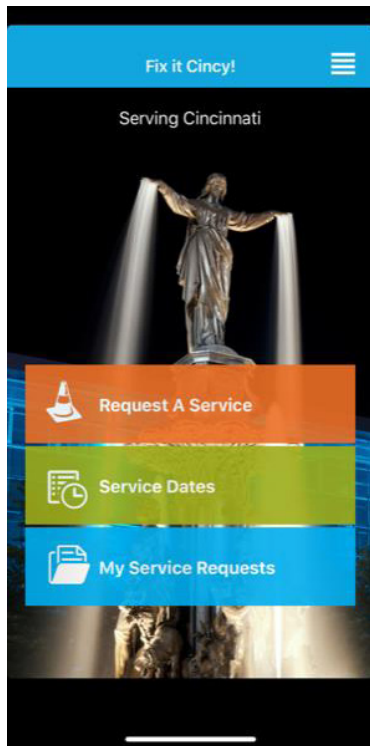 Fix it Cincy!
Serving Cincinnati
Request A Service
Service Dates
My Service Requests